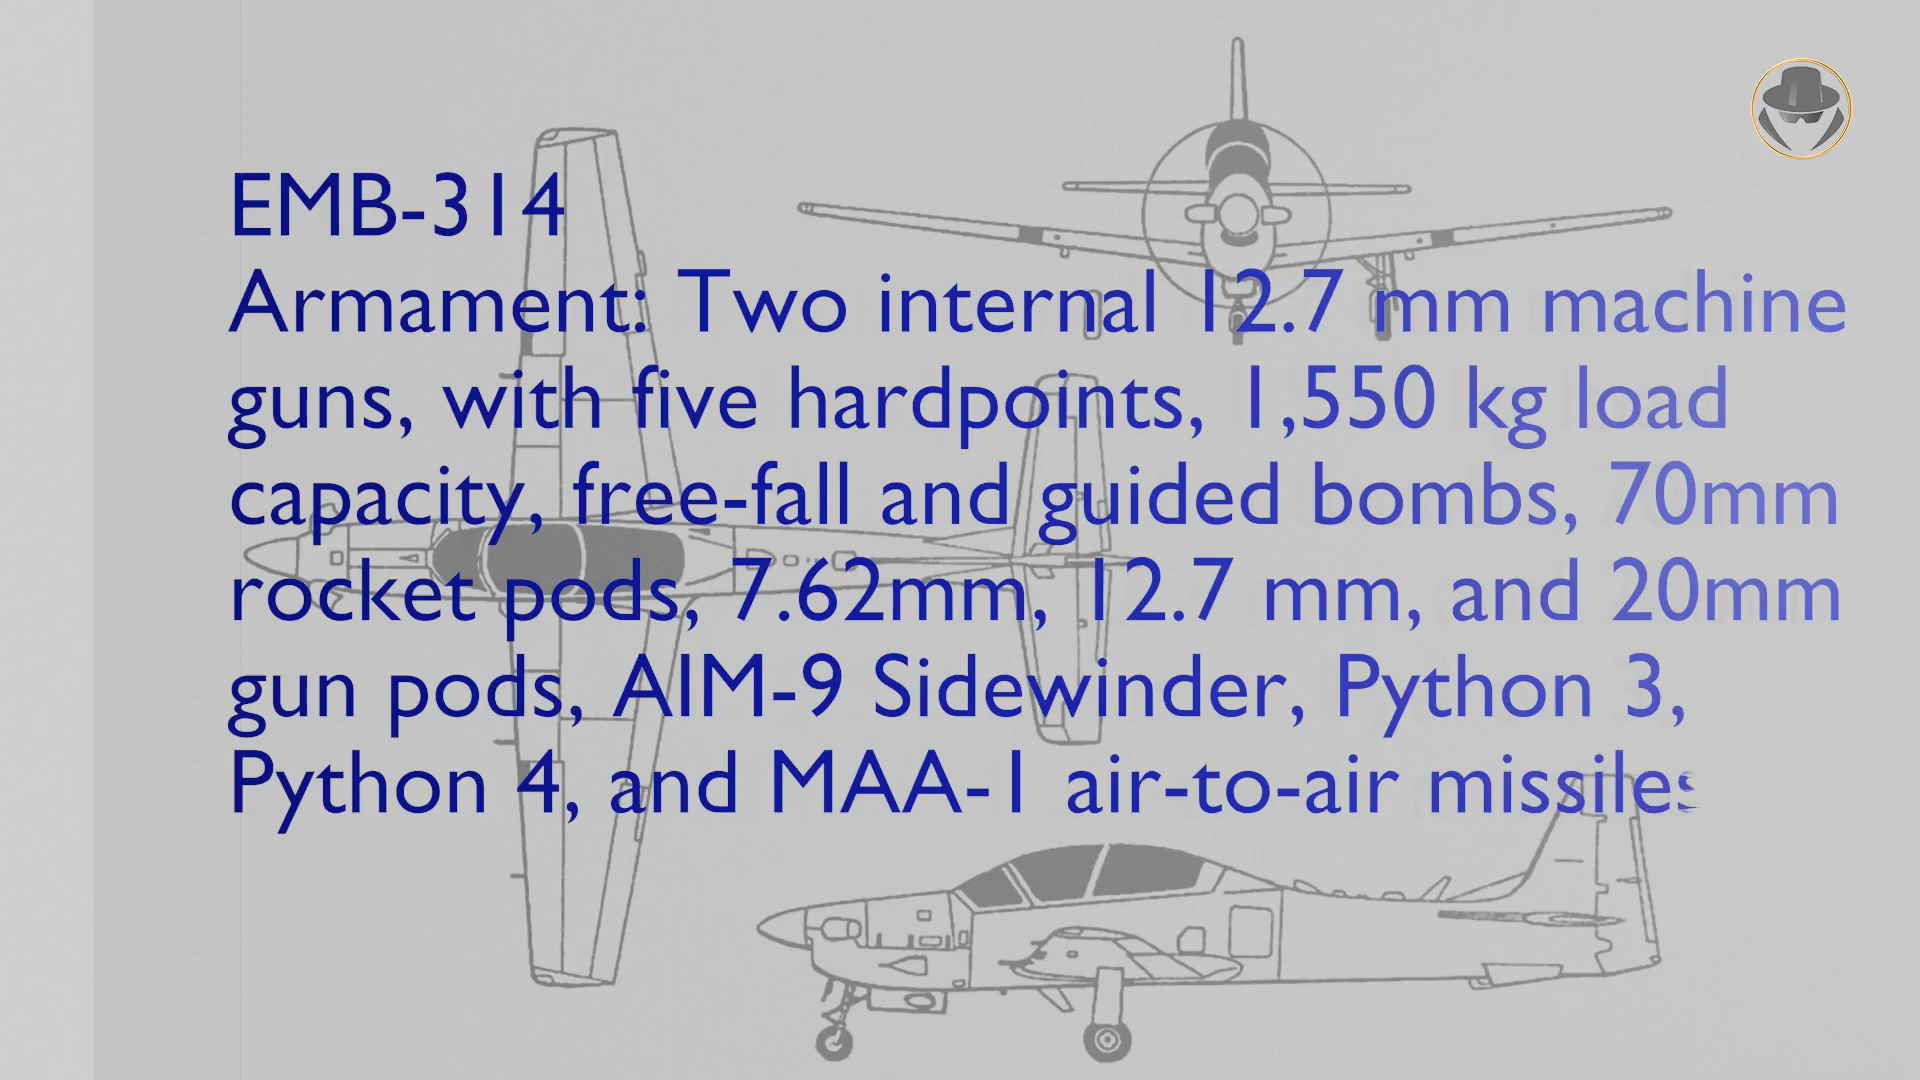 EMB-314
Armament: Two internal 12.7 mm machine
guns, with five hardpoints, 1,550 kg load
capacity, free-fall and guided bombs, 70mm
rocket pods, 7.62mm, 12.7 mm, and 20mm
gun pods, AIM-9 Sidewinder, Python 3,
Python 4, and MAA-1 air-to-air missiles